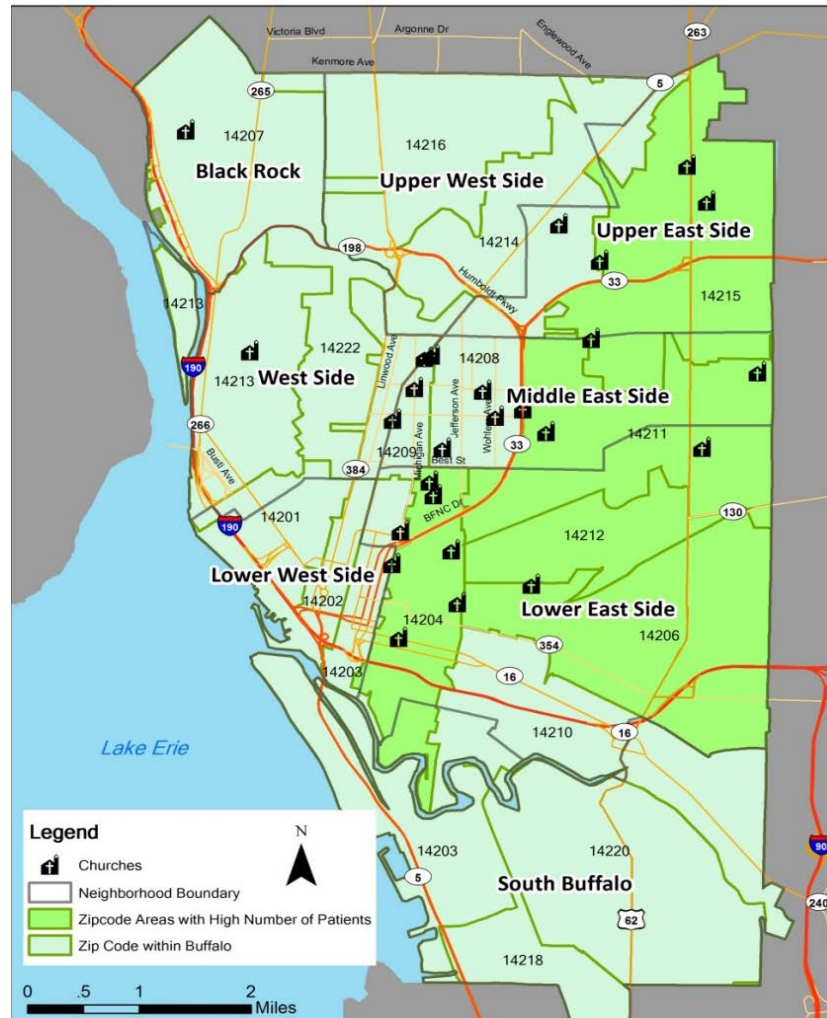 Victoria Blvd
Argonne Dr
Englewood Ave
263
Kenmore Ave
5
265
14207
14216
Black Rock
Upper West Side
Upper East Side
14214
198
Humboldt Pkwy
33
14213
14215
14222
Linwood Ave
14208
190
14213
West Side
Jefferson Ave
Middle East Side
Michigan Ave
266
14209
33
14211
Busti Ave
384
Best St
14201
BFNC Dr
130
190
14212
Lower West Side
14202
Lower East Side
14204
14206
354
14203
16
14210
16
Lake Erie
Legend
N
Churches
Neighborhood Boundary
Zipcode Areas with High Number of Patients
Zip Code within Buffalo
14203
14220
5
South Buffalo
62
90
240
14218
0 .5 1 2
Miles